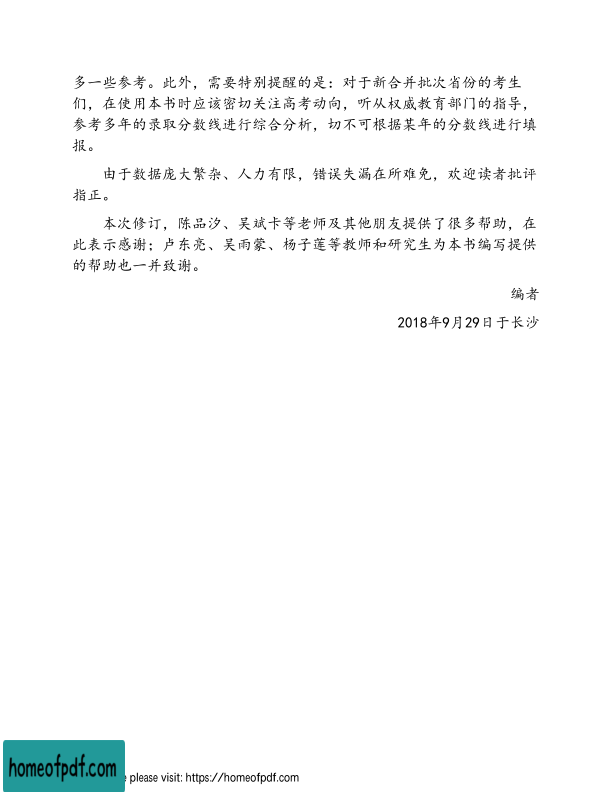 多一些参考。此外，需要特别提醒的是：对于新合并批次省份的考生
们，在使用本书时应该密切关注高考动向，听从权威教育部门的指导，
参考多年的录取分数线进行综合分析，切不可根据某年的分数线进行填
报。
由于数据庞大繁杂、人力有限，错误失漏在所难免，欢迎读者批评
指正。
本次修订，陈品汐、吴斌卡等老师及其他朋友提供了很多帮助，在
此表示感谢；卢东亮、吴雨蒙、杨子莲等教师和研究生为本书编写提供
的帮助也一并致谢。
编者
2018年9月29日于长沙
homeofpdf.com
please visit: https://homeofpdf.com